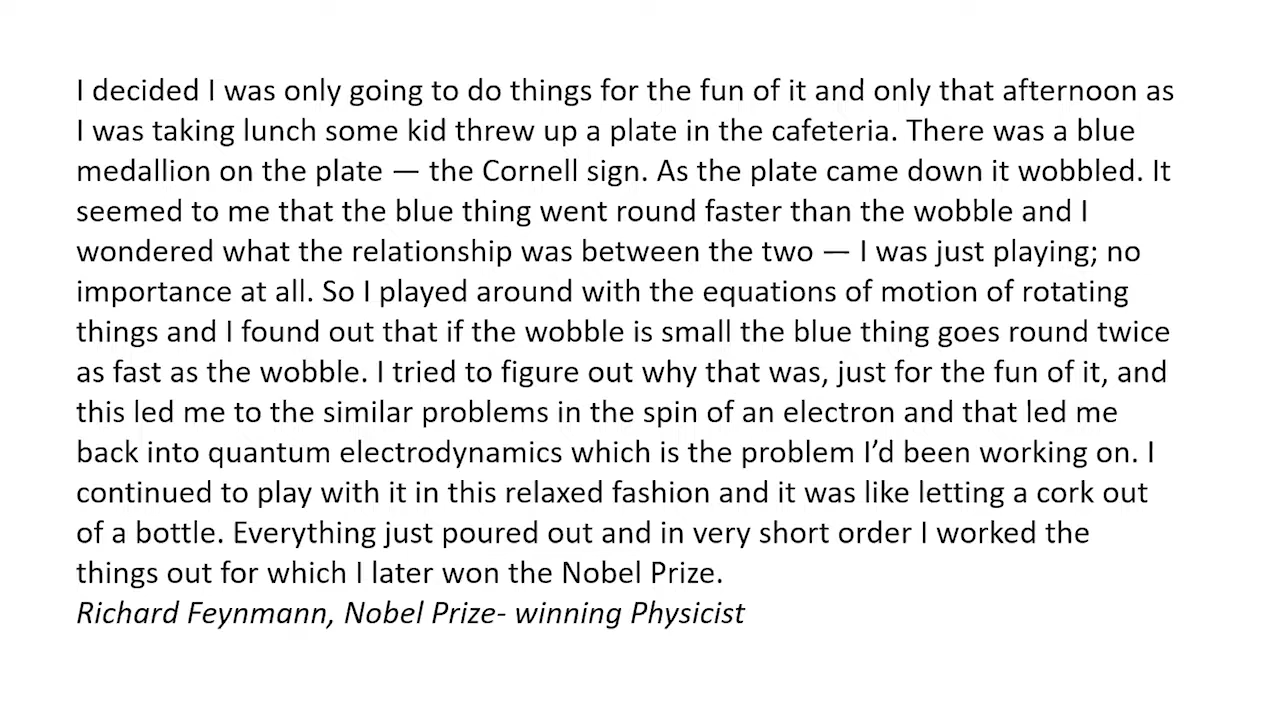 I decided I was only going to do things for the fun of it and only that afternoon as
I was taking lunch some kid threw up a plate in the cafeteria. There was a blue
medallion on the plate — the Cornell sign. As the plate came down it wobbled. It
seemed to me that the blue thing went round faster than the wobble and I
wondered what the relationship was between the two — I was just playing; no
importance at all. So I played around with the equations of motion of rotating
things and I found out that if the wobble is small the blue thing goes round twice
as fast as the wobble. I tried to figure out why that was, just for the fun of it, and
this led me to the similar problems in the spin of an electron and that led me
back into quantum electrodynamics which is the problem I’d been working on. I
continued to play with it in this relaxed fashion and it was like letting a cork out
of a bottle. Everything just poured out and in very short order I worked the
things out for which I later won the Nobel Prize.
Richard Feynmann, Nobel Prize- winning Physicist